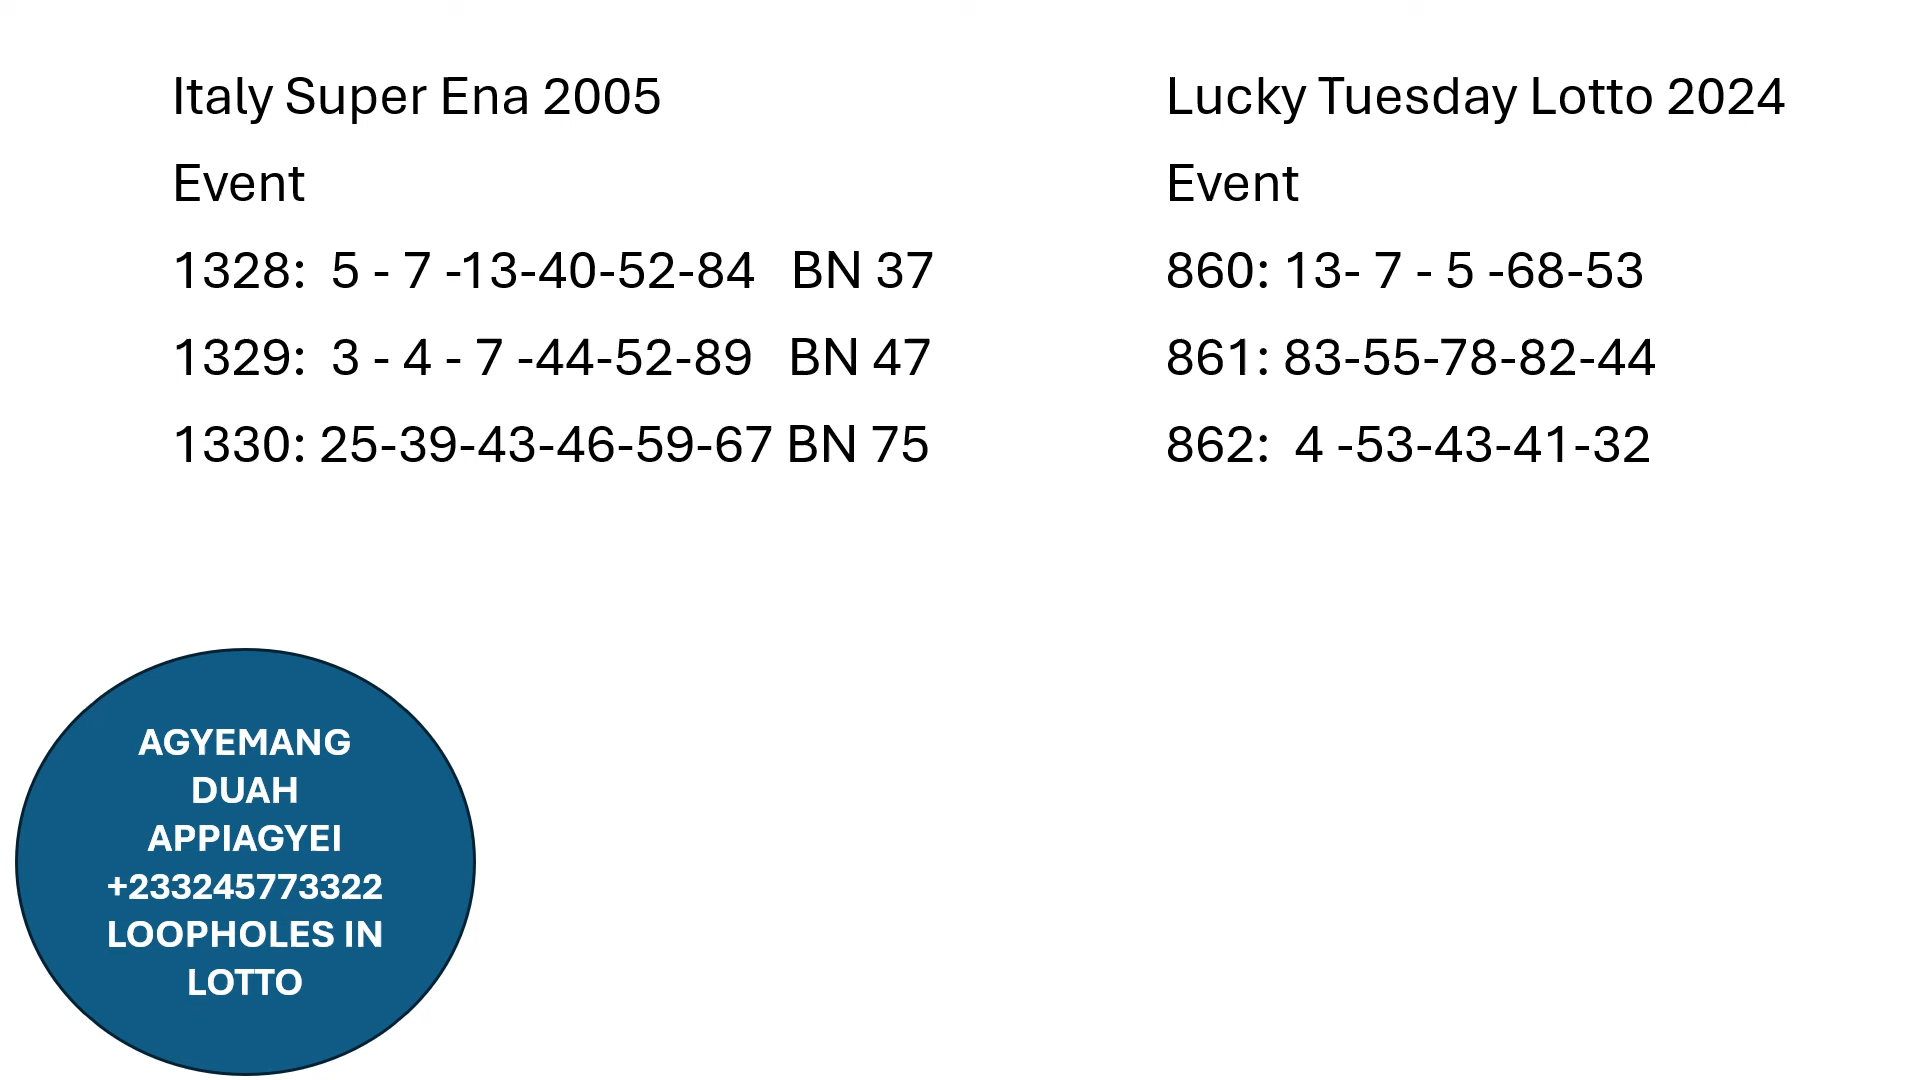 Italy Super Ena 2005
Event
1328: 5 - 7 -13-40-52-84 BN 37
1329: 3 - 4 - 7 -44-52-89 BN 47
1330: 25-39-43-46-59-67 BN 75
Lucky Tuesday Lotto 2024
Event
860: 13- 7 - 5 -68-53
861: 83-55-78-82-44
862: 4 -53-43-41-32
AGYEMANG
DUAH
APPIAGYEI
+233245773322
LOOPHOLES IN
LOTTO